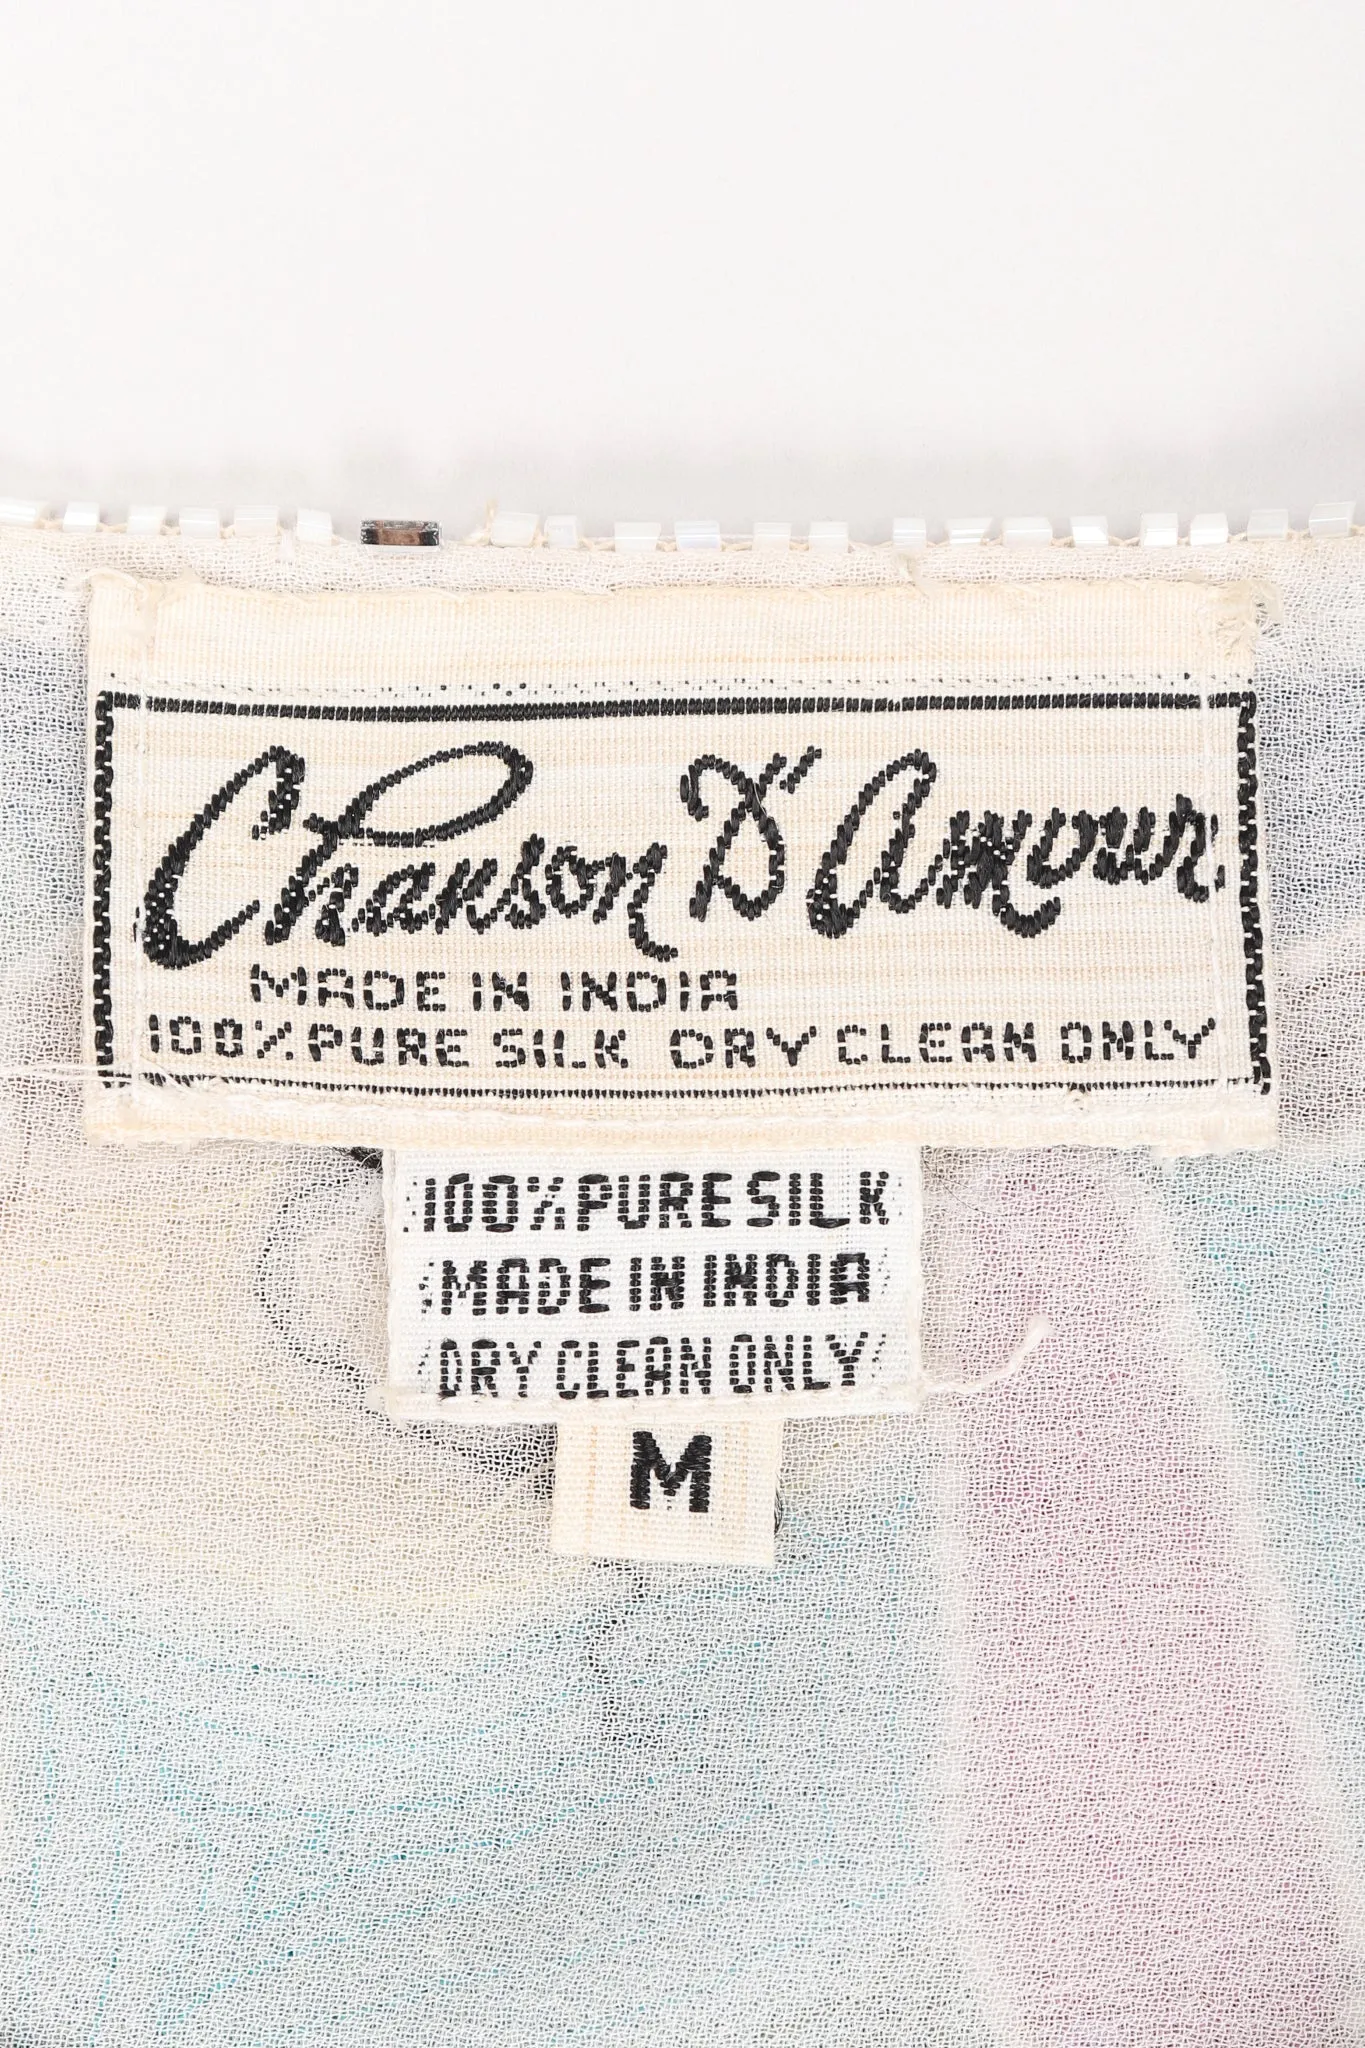 Chanson D'Amour
MADE IN INDIA
100% PURE SILK DRY CLEAN ONLY
100% PURE SILK
MADE IN INDIA
DRY CLEAN ONLY
M